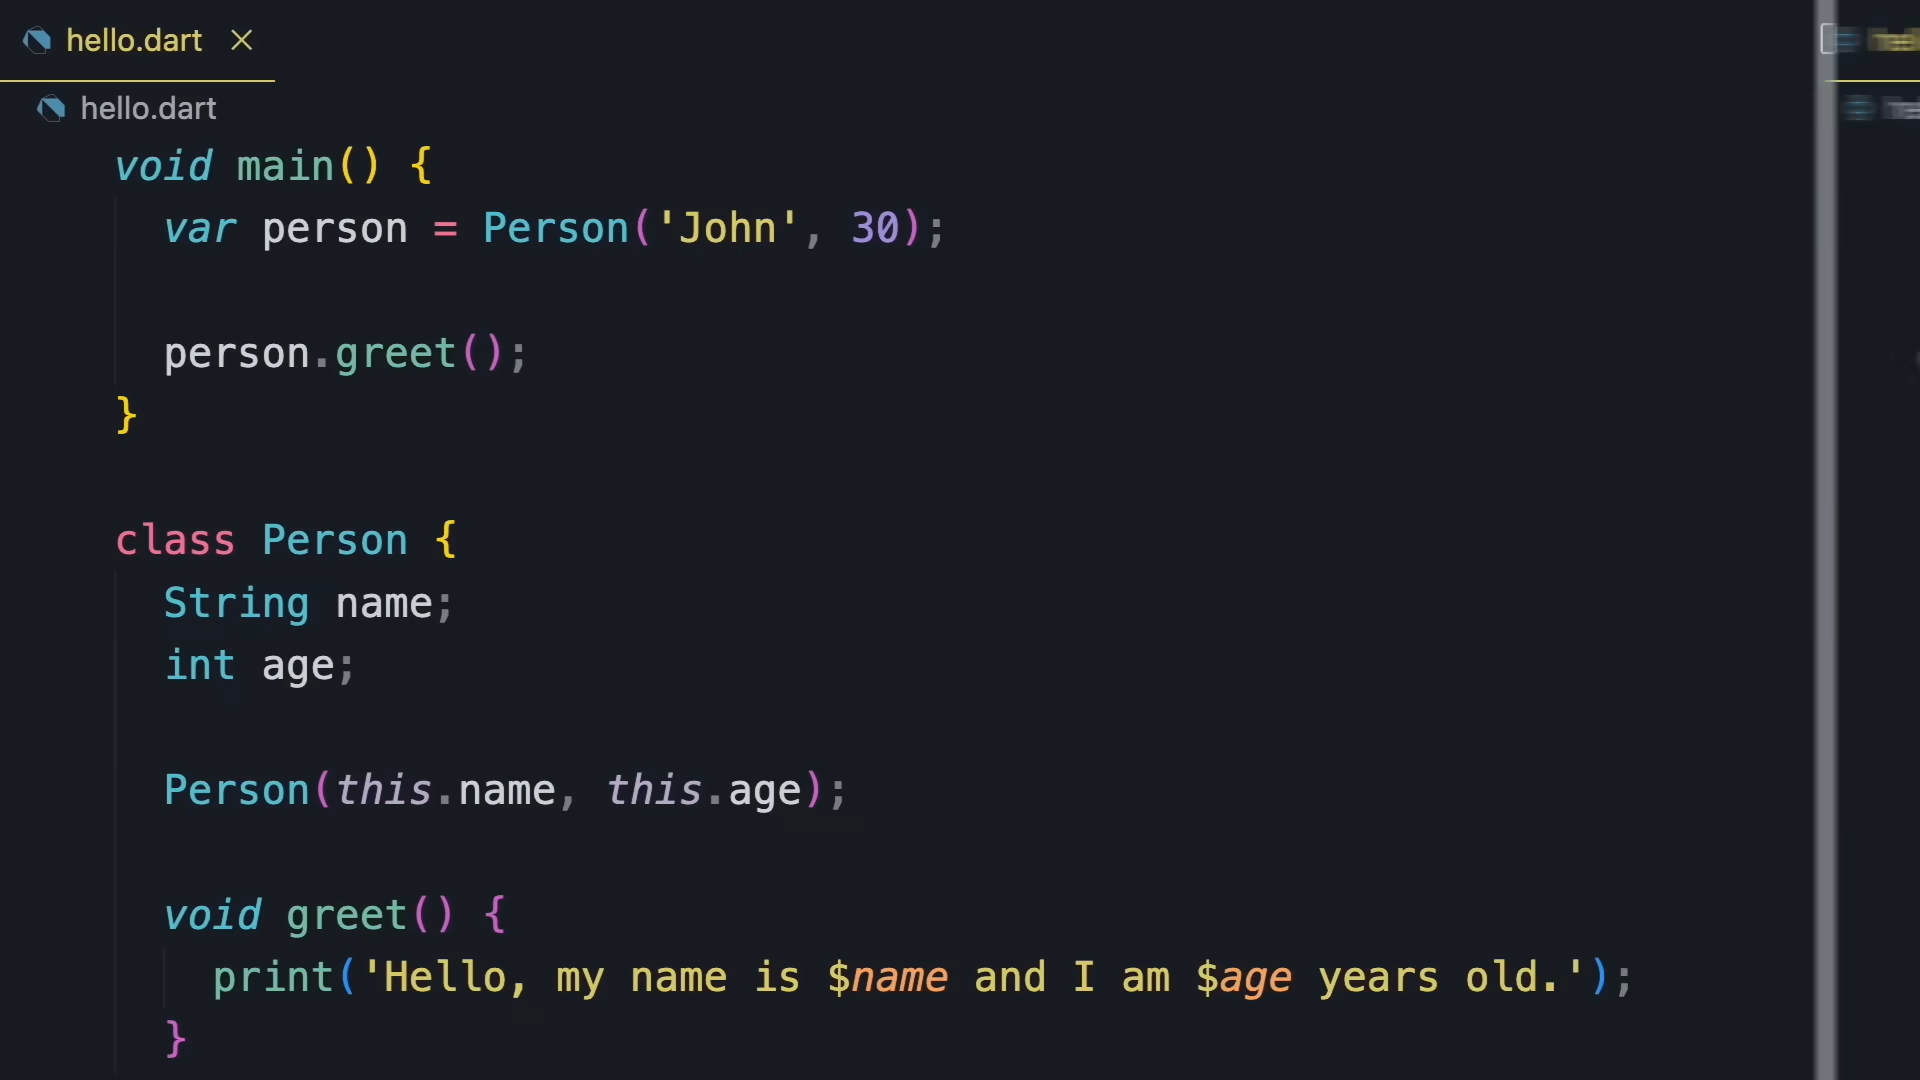 hello.dart
hello.dart
void main() {
  var person = Person('John', 30);
  person.greet();
}
class Person {
  String name;
  int age;
  Person(this.name, this.age);
  void greet() {
    print('Hello, my name is $name and I am $age years old.');
  }